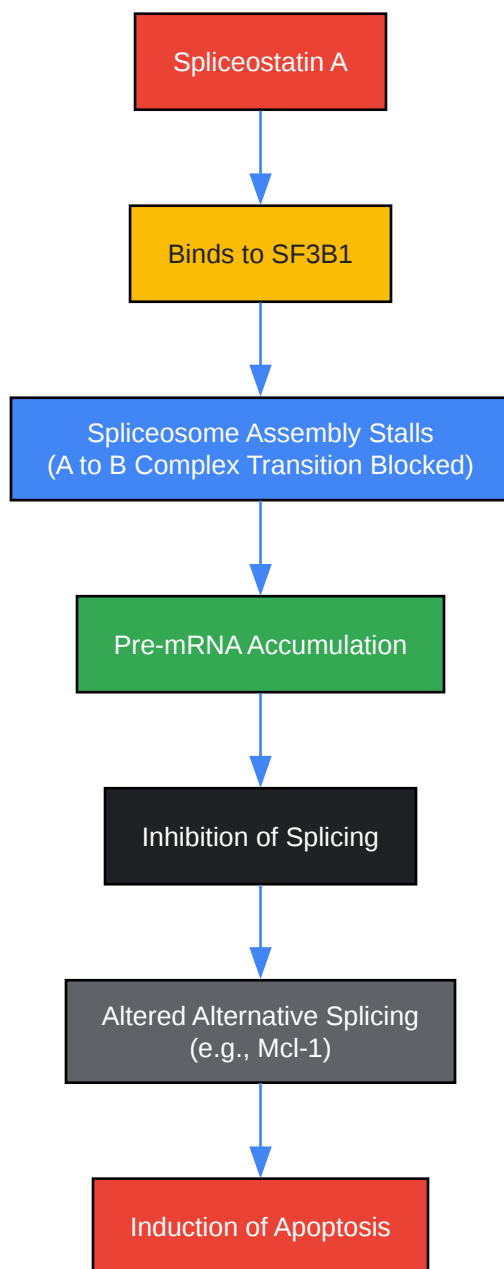 Spliceostatin A
Binds to SF3B1
Spliceosome Assembly Stalls
(A to B Complex Transition Blocked)
Pre-mRNA Accumulation
Inhibition of Splicing
Altered Alternative Splicing
(e.g., Mcl-1)
Induction of Apoptosis